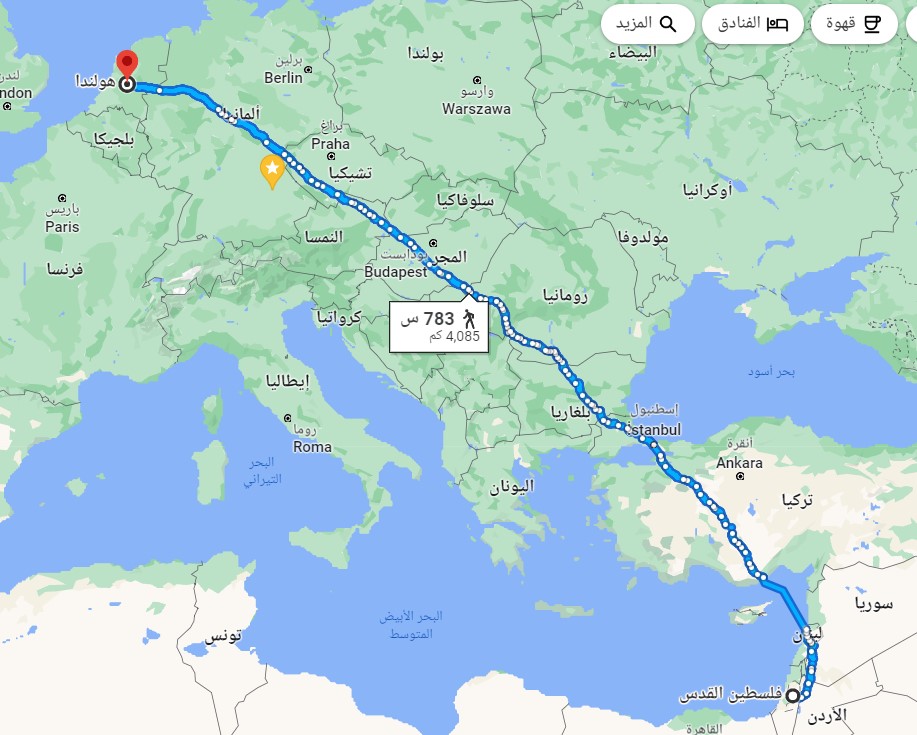 المزيد
الفنادق
قهوة
البيضاء
بولندا
برلين
Berlin
وارسو
Warszawa
لندن
ndon
هولندا
ألمانيا
بلجيكا
براغ
Praha
تشيكيا
أوكرانيا
سلوفاكيا
باريس
Paris
النمسا
مولدوفا
المجر
بودابست
Budapest
فرنسا
رومانيا
كرواتيا
783 س
4,085 كم
بحر أسود
إيطاليا
بلغاريا
إسطنبول
İstanbul
روما
Roma
أنقرة
Ankara
البحر
التيراني
اليونان
تركيا
سوريا
البحر الأبيض
المتوسط
تونس
لبنان
فلسطين القدس
الأردن
القاهرة